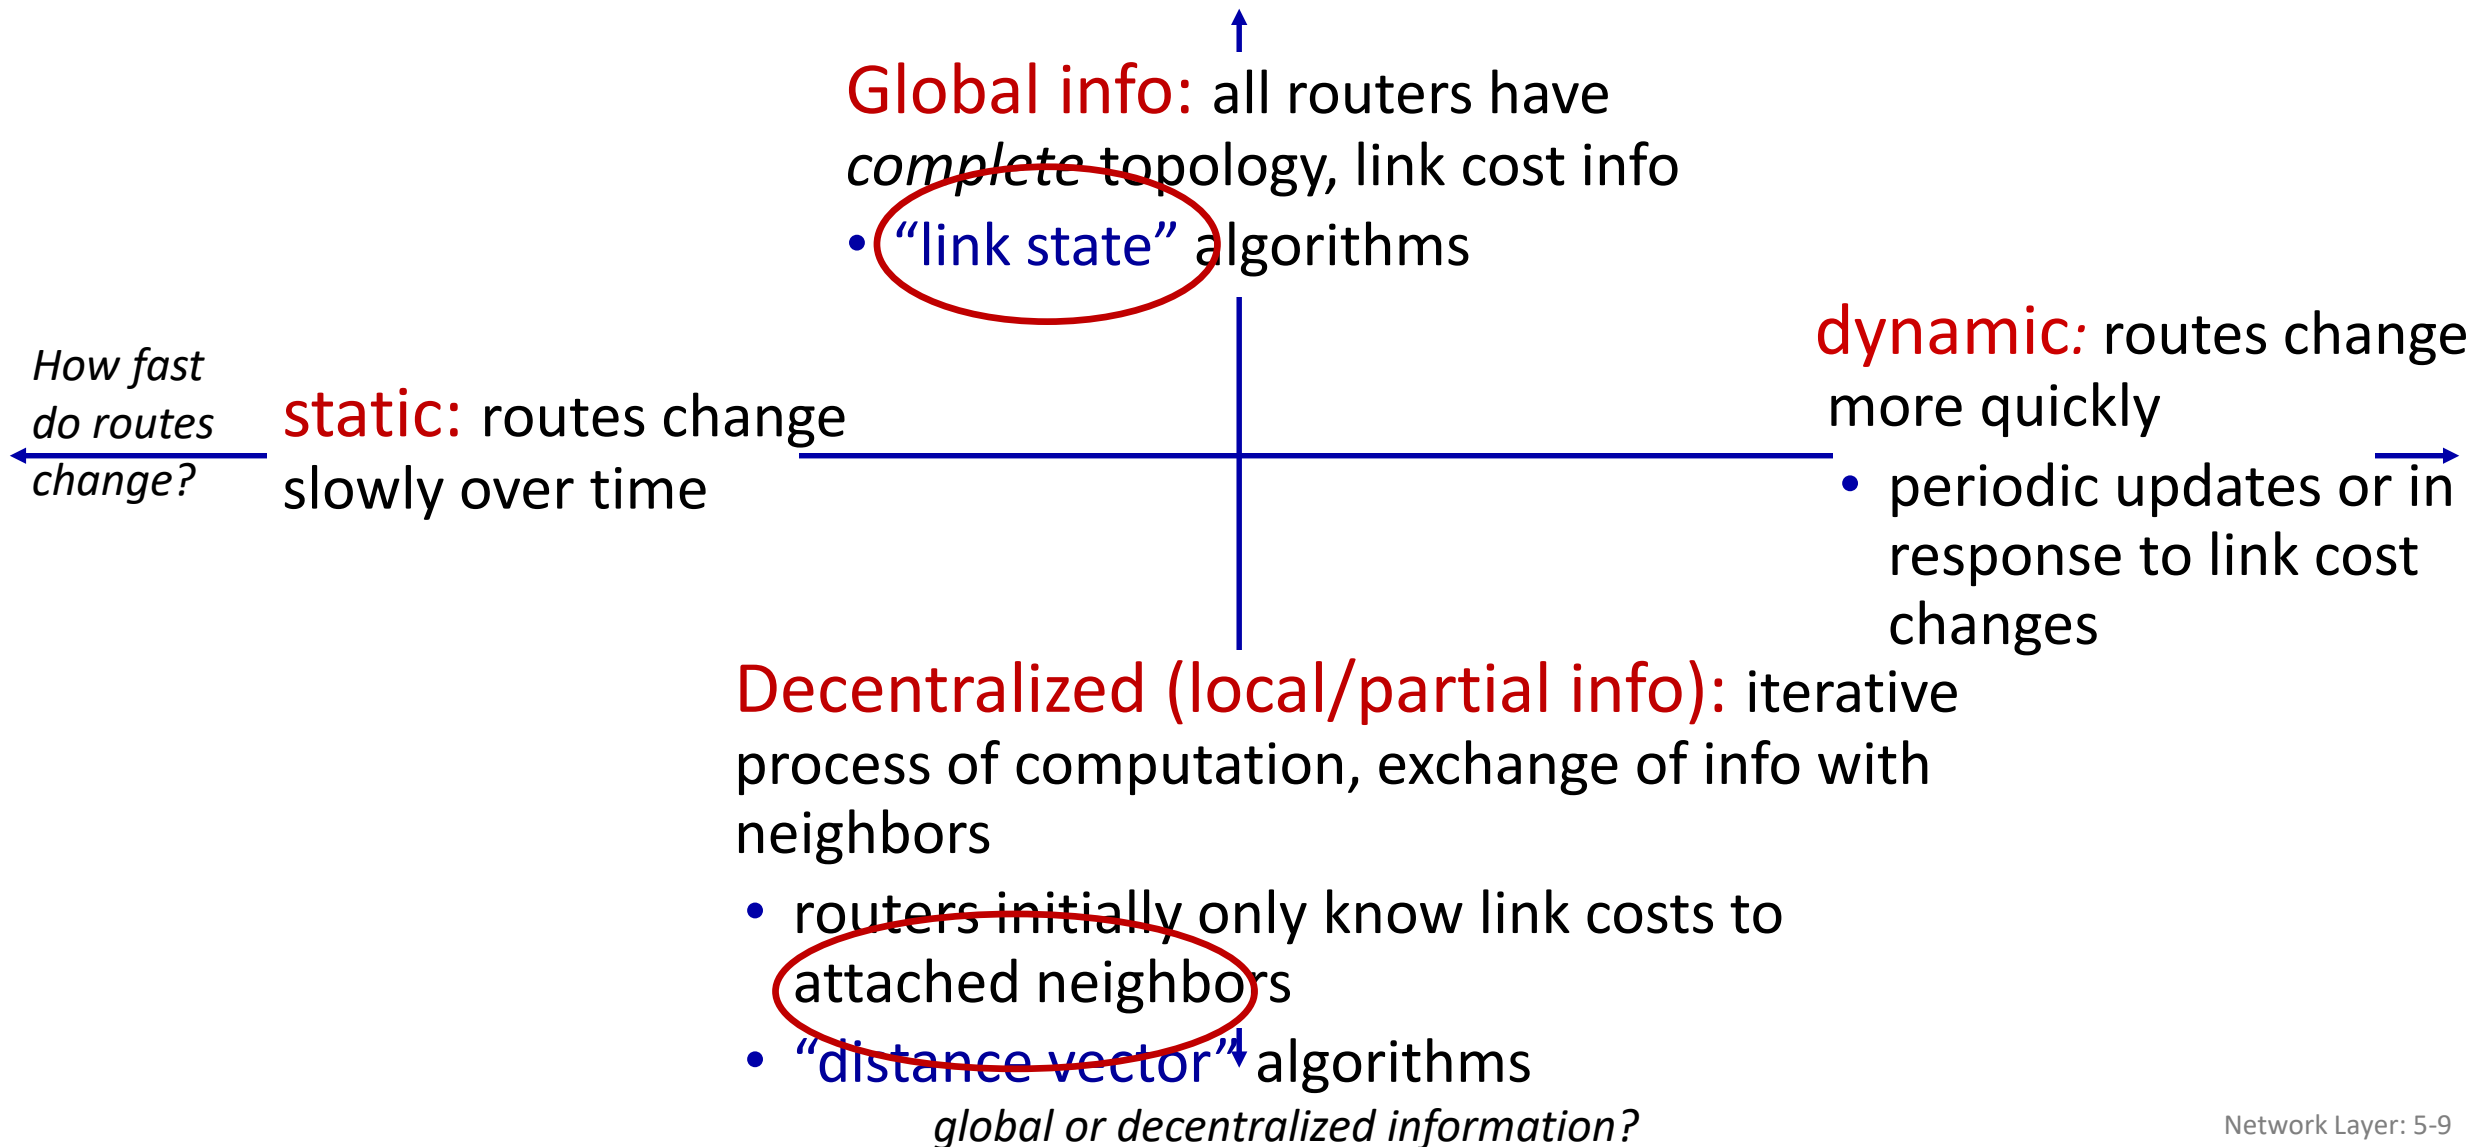 Global info: all routers have
complete topology, link cost info
• “link state” algorithms
How fast
do routes
change?
static: routes change
slowly over time
dynamic: routes change
more quickly
• periodic updates or in
response to link cost
changes
Decentralized (local/partial info): iterative
process of computation, exchange of info with
neighbors
• routers initially only know link costs to
attached neighbors
• “distance vector” algorithms
global or decentralized information?
Network Layer: 5-9